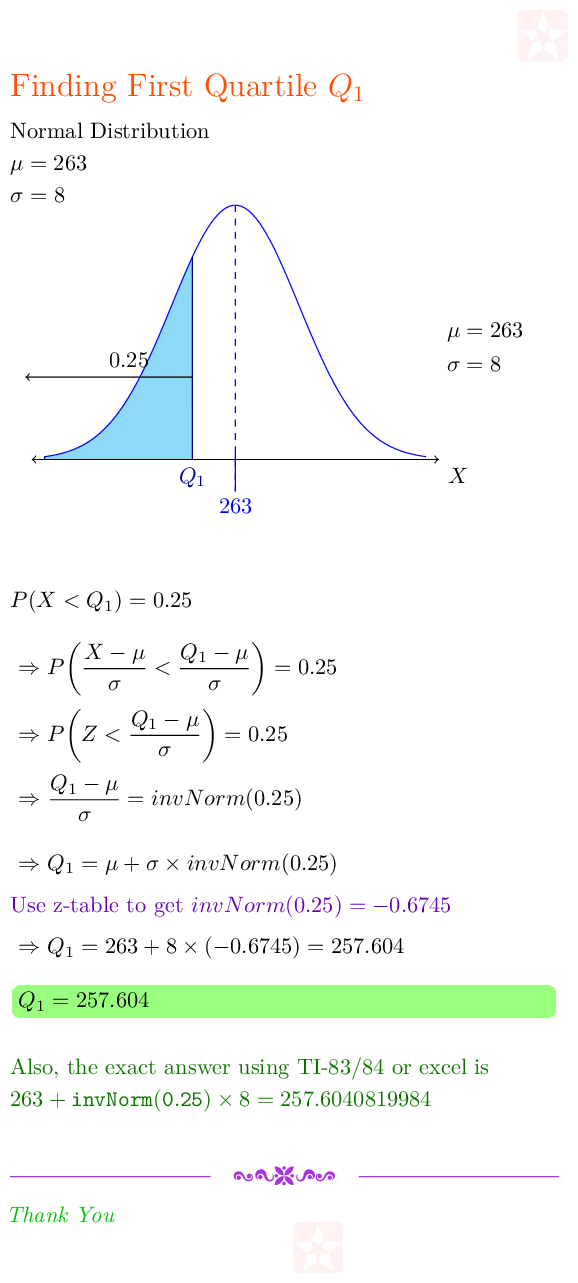 Finding First Quartile Q₁
Normal Distribution
μ = 263
σ = 8
μ = 263
σ = 8
0.25
Q₁
X
263
P(X < Q₁) = 0.25
⇒ P((X − μ)/σ < (Q₁ − μ)/σ) = 0.25
⇒ P(Z < (Q₁ − μ)/σ) = 0.25
⇒ (Q₁ − μ)/σ = invNorm(0.25)
⇒ Q₁ = μ + σ × invNorm(0.25)
Use z-table to get invNorm(0.25) = −0.6745
⇒ Q₁ = 263 + 8 × (−0.6745) = 257.604
Q₁ = 257.604
Also, the exact answer using TI-83/84 or excel is
263 + invNorm(0.25) × 8 = 257.6040819984
Thank You